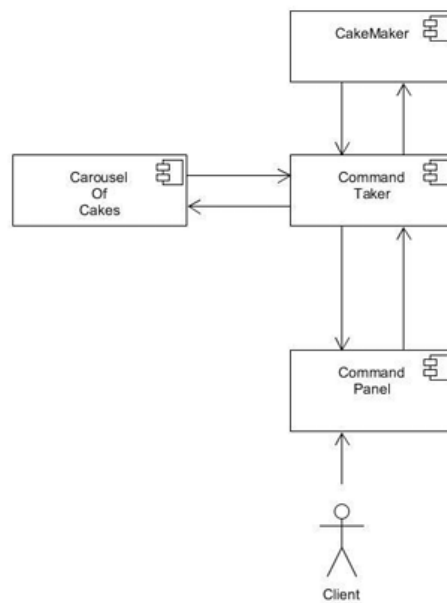 CakeMaker
Carousel
Of
Cakes
Command
Taker
Command
Panel
Client